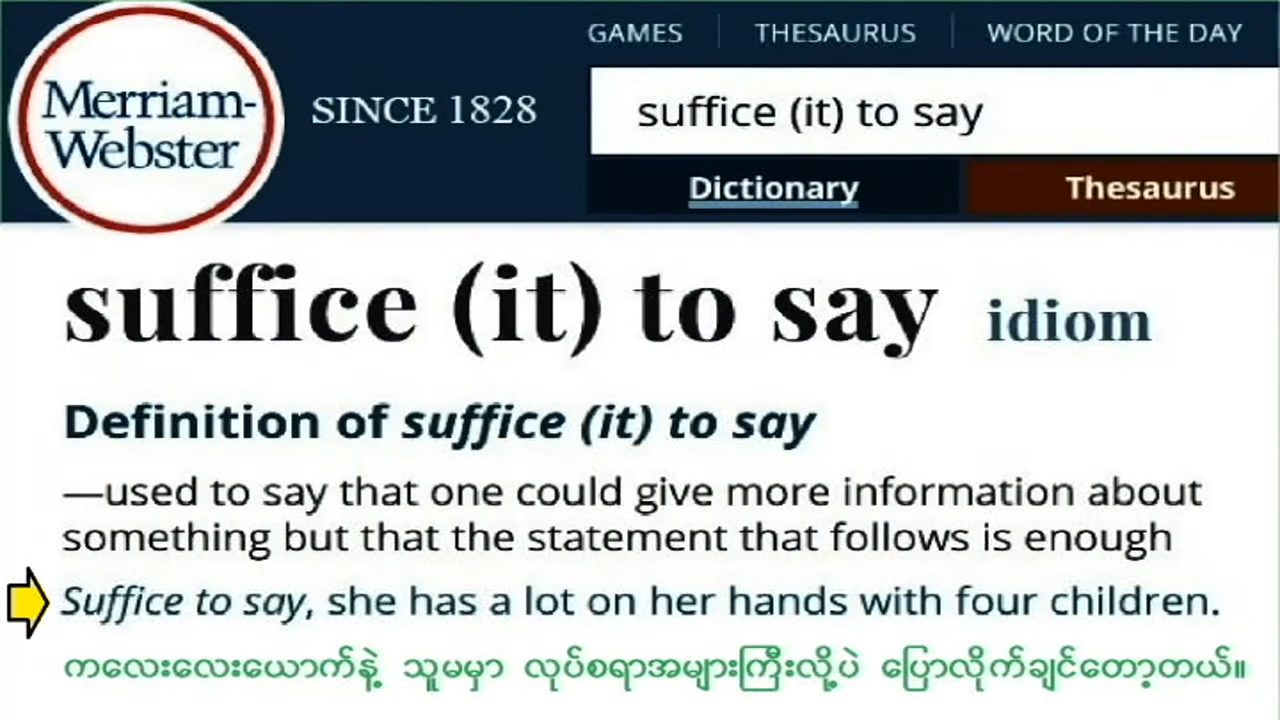 GAMES THESAURUS WORD OF THE DAY
Merriam-
Webster
SINCE 1828
suffice (it) to say
Dictionary Thesaurus
suffice (it) to say idiom
Definition of suffice (it) to say
—used to say that one could give more information about
something but that the statement that follows is enough
Suffice to say, she has a lot on her hands with four children.
ကလေးလေးယောက်နဲ့ သူမမှာ လုပ်စရာအများကြီးလို့ပဲ ပြောလိုက်ချင်တော့တယ်။